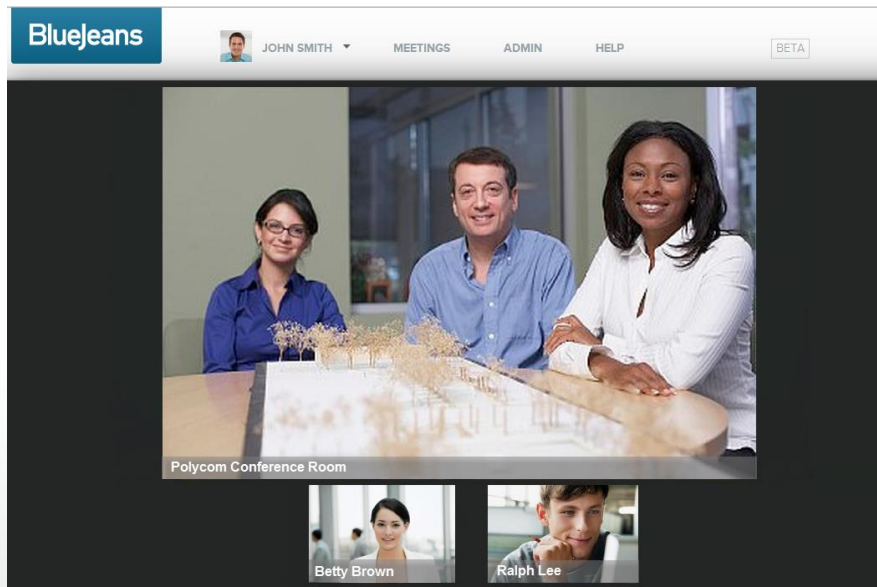 BlueJeans
JOHN SMITH MEETINGS ADMIN HELP BETA
Polycom Conference Room
Betty Brown
Ralph Lee